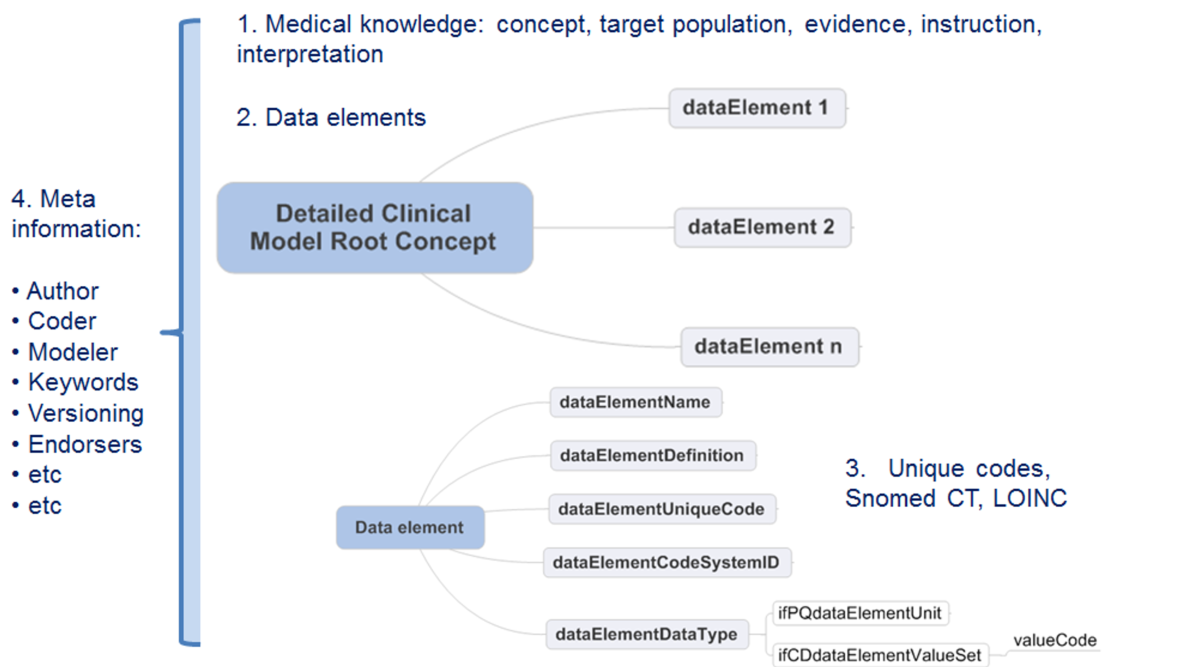 1. Medical knowledge: concept, target population, evidence, instruction,
interpretation
2. Data elements
dataElement 1
4. Meta
information:
• Author
• Coder
• Modeler
• Keywords
• Versioning
• Endorsers
• etc
• etc
Detailed Clinical
Model Root Concept
dataElement 2
dataElement n
dataElementName
dataElementDefinition
3. Unique codes,
Snomed CT, LOINC
Data element
dataElementUniqueCode
dataElementCodeSystemID
dataElementDataType
ifPQdataElementUnit
ifCDdataElementValueSet
valueCode